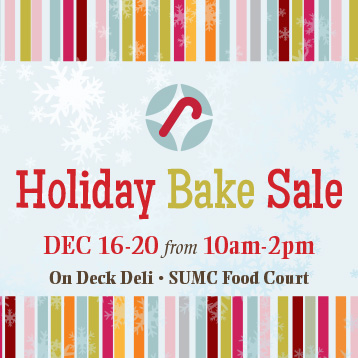 Holiday Bake Sale
DEC 16-20 from 10am-2pm
On Deck Deli • SUMC Food Court